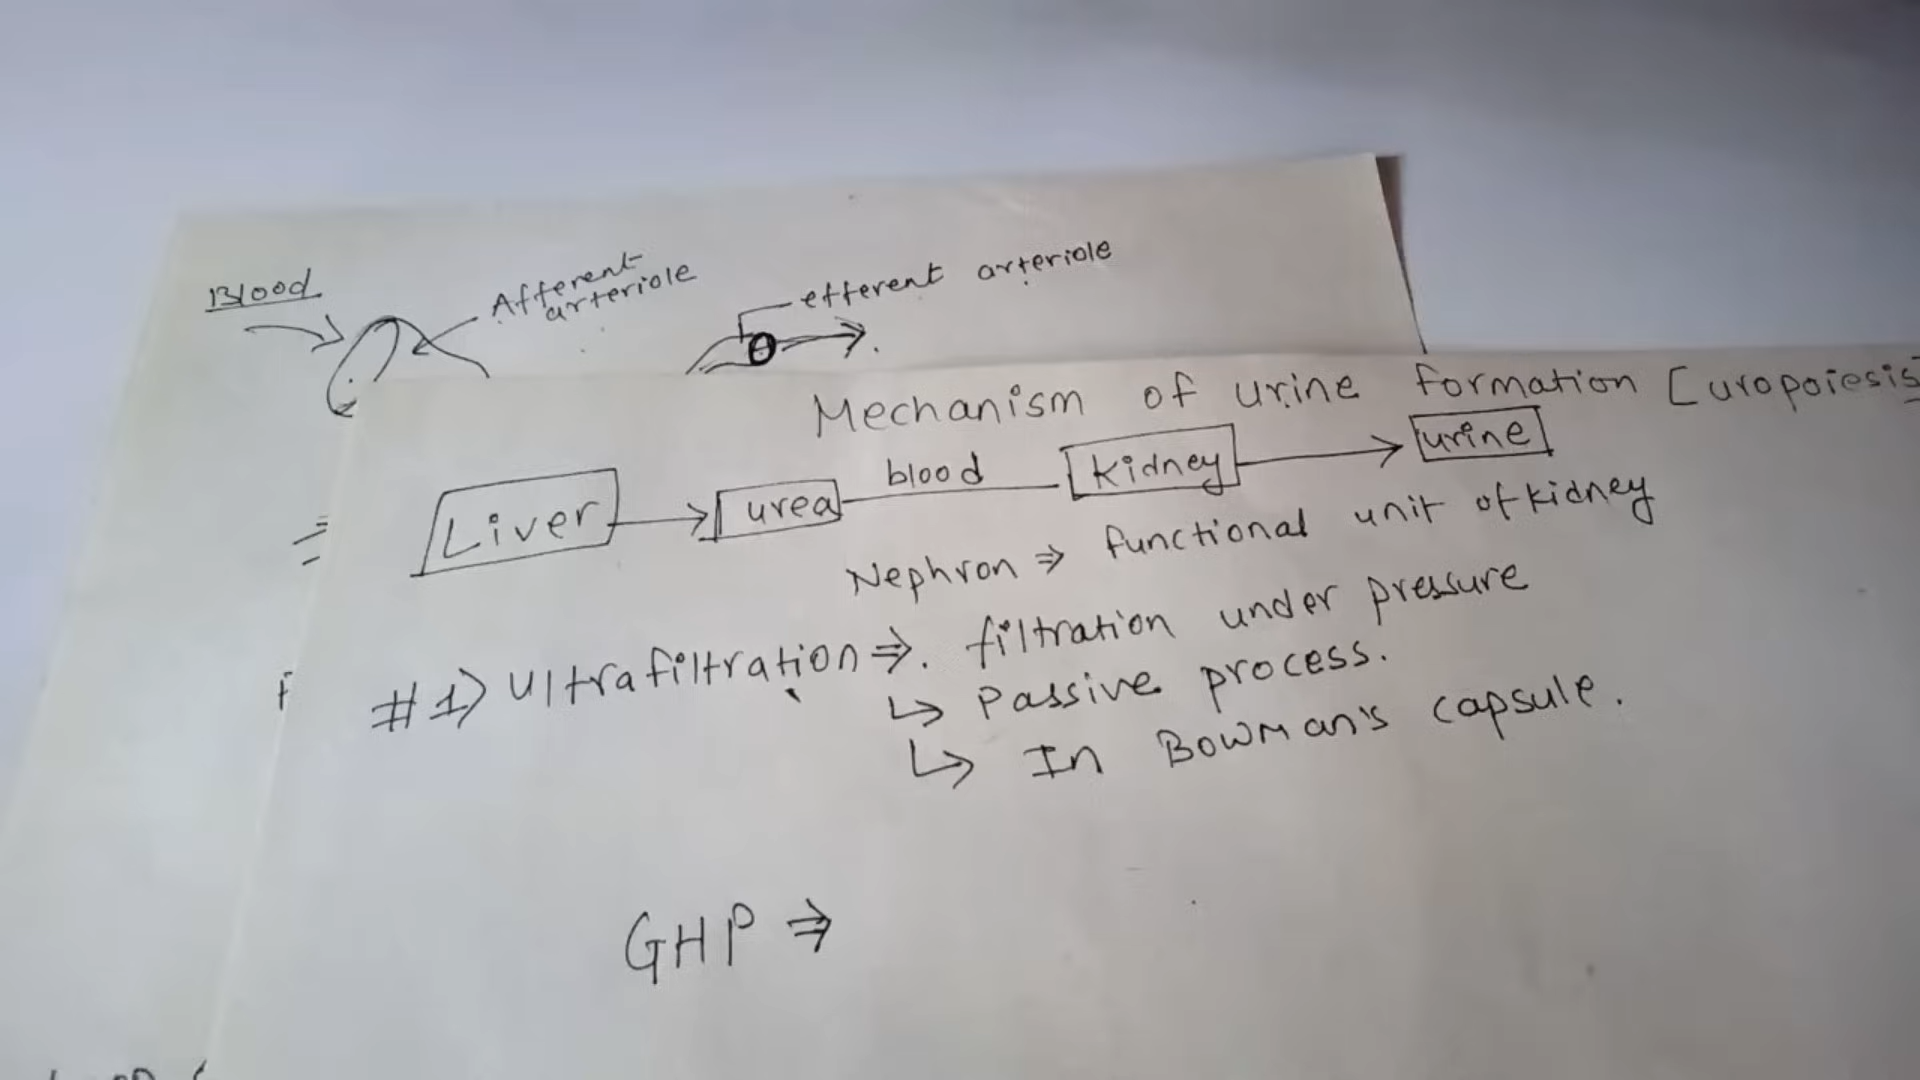 Blood
Afferent
arteriole
efferent arteriole
Mechanism of urine formation [uropoiesis
Liver → urea blood kidney → urine
Nephron ⇒ functional unit of kidney
#1) Ultrafiltration ⇒. filtration under pressure
↳ Passive process.
↳ In Bowman's capsule.
GHP ⇒